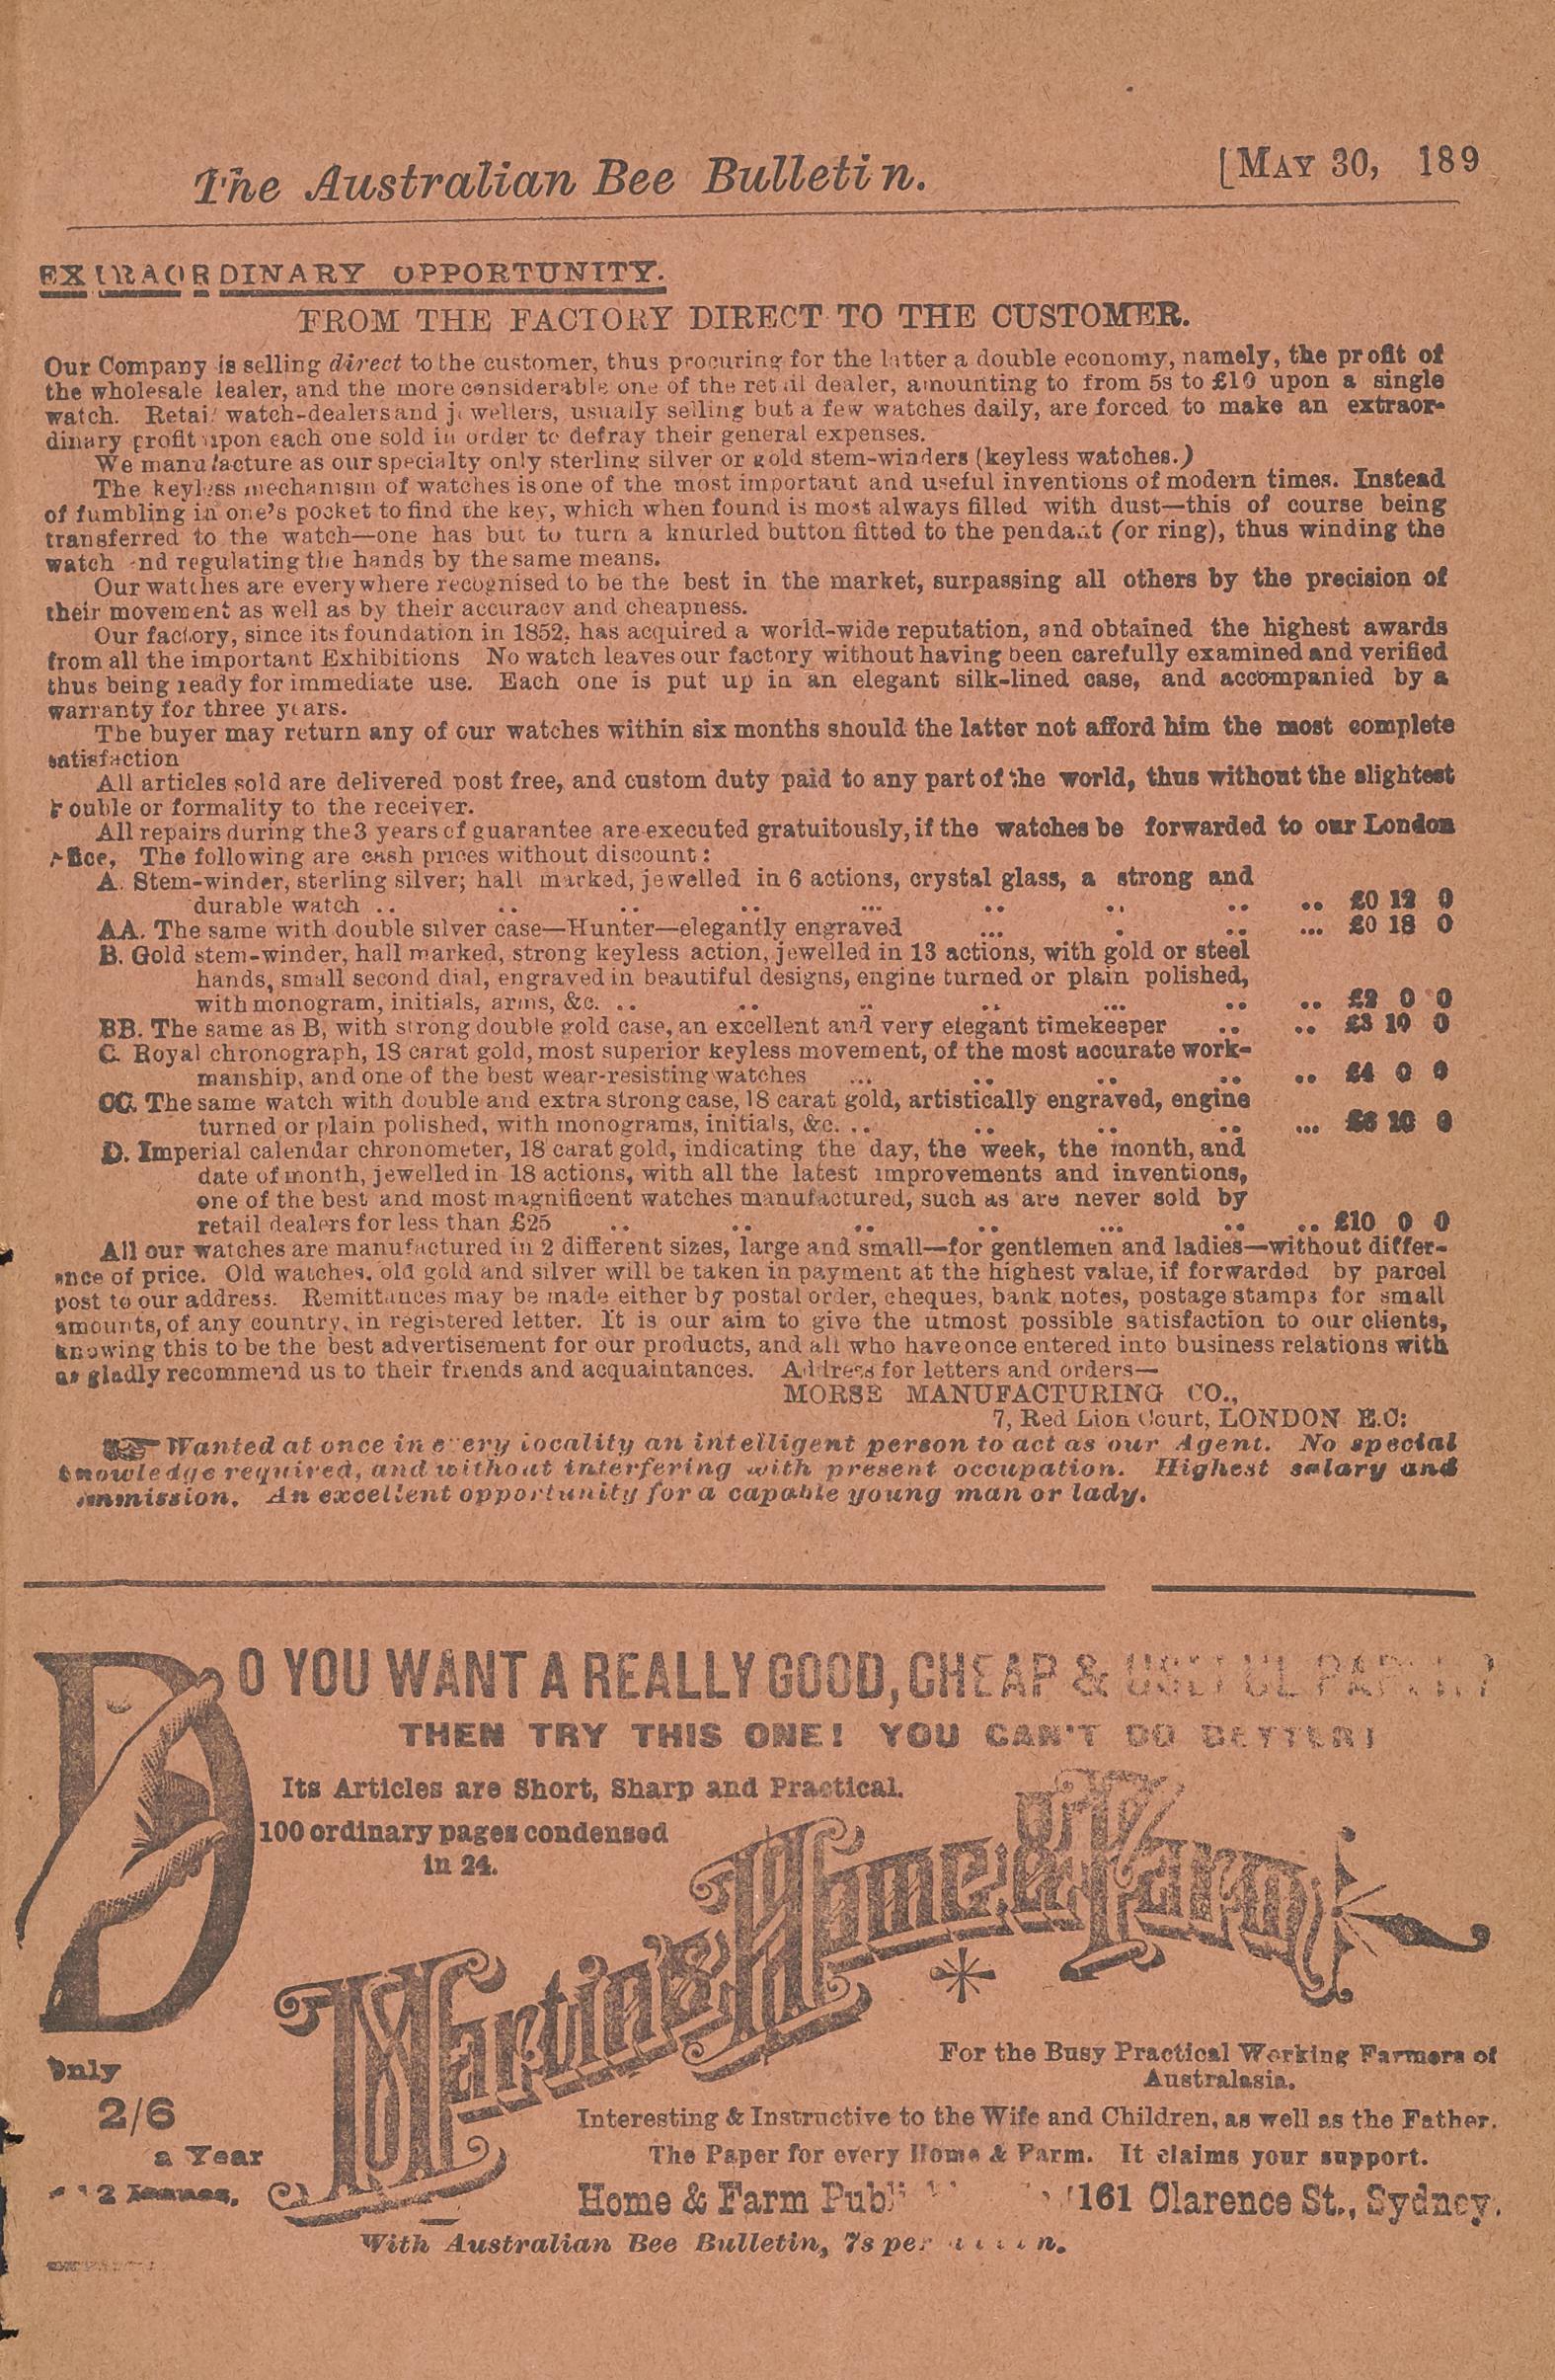 The Australian Bee Bulletin. [MAY 30, 189
EXTRAORDINARY OPPORTUNITY.
FROM THE FACTORY DIRECT TO THE CUSTOMER.
Our Company is selling direct to the customer, thus procuring for the latter a double economy, namely, the profit of
the wholesale dealer, and the more considerable one of the retail dealer, amounting to from 5s to £10 upon a single
watch. Retail watch-dealers and jewellers, usually selling but a few watches daily, are forced to make an extraor-
dinary profit upon each one sold in order to defray their general expenses.
We manufacture as our specialty only sterling silver or gold stem-winders (keyless watches.)
The keyless mechanism of watches is one of the most important and useful inventions of modern times. Instead
of fumbling in one's pocket to find the key, which when found is most always filled with dust—this of course being
transferred to the watch—one has but to turn a knurled button fitted to the pendant (or ring), thus winding the
watch and regulating the hands by the same means.
Our watches are everywhere recognised to be the best in the market, surpassing all others by the precision of
their movement as well as by their accuracy and cheapness.
Our factory, since its foundation in 1852, has acquired a world-wide reputation, and obtained the highest awards
from all the important Exhibitions No watch leaves our factory without having been carefully examined and verified
thus being ready for immediate use. Each one is put up in an elegant silk-lined case, and accompanied by a
warranty for three years.
The buyer may return any of our watches within six months should the latter not afford him the most complete
satisfaction
All articles sold are delivered post free, and custom duty paid to any part of the world, thus without the slightest
trouble or formality to the receiver.
All repairs during the 3 years of guarantee are executed gratuitously, if the watches be forwarded to our London
office, The following are cash prices without discount:
A. Stem-winder, sterling silver; hall marked, jewelled in 6 actions, crystal glass, a strong and
durable watch .. .. .. .. ... .. .. .. .. £0 12 0
AA. The same with double silver case—Hunter—elegantly engraved ... . .. ... £0 18 0
B. Gold stem-winder, hall marked, strong keyless action, jewelled in 13 actions, with gold or steel
hands, small second dial, engraved in beautiful designs, engine turned or plain polished,
with monogram, initials, arms, &c. .. .. .. .. ... .. .. £2 0 0
BB. The same as B, with strong double gold case, an excellent and very elegant timekeeper .. .. £3 10 0
C. Royal chronograph, 18 carat gold, most superior keyless movement, of the most accurate work-
manship, and one of the best wear-resisting watches ... .. .. .. .. £4 0 0
CC. The same watch with double and extra strong case, 18 carat gold, artistically engraved, engine
turned or plain polished, with monograms, initials, &c. .. .. .. .. ... £6 10 0
D. Imperial calendar chronometer, 18 carat gold, indicating the day, the week, the month, and
date of month, jewelled in 18 actions, with all the latest improvements and inventions,
one of the best and most magnificent watches manufactured, such as are never sold by
retail dealers for less than £25 .. .. .. .. ... .. .. £10 0 0
All our watches are manufactured in 2 different sizes, large and small—for gentlemen and ladies—without differ-
ence of price. Old watches, old gold and silver will be taken in payment at the highest value, if forwarded by parcel
post to our address. Remittances may be made either by postal order, cheques, bank notes, postage stamps for small
amounts, of any country, in registered letter. It is our aim to give the utmost possible satisfaction to our clients,
knowing this to be the best advertisement for our products, and all who have once entered into business relations with
as gladly recommend us to their friends and acquaintances. Address for letters and orders—
MORSE MANUFACTURING CO.,
7, Red Lion Court, LONDON E.C:
Wanted at once in every locality an intelligent person to act as our Agent. No special
knowledge required, and without interfering with present occupation. Highest salary and
commission. An excellent opportunity for a capable young man or lady.
DO YOU WANT A REALLY GOOD, CHEAP & USEFUL PAPER?
THEN TRY THIS ONE! YOU CAN'T DO BETTER!
Its Articles are Short, Sharp and Practical.
100 ordinary pages condensed
in 24.
Martin's Home & Farm
For the Busy Practical Working Farmers of
Australasia.
Only
2/6
a Year
12 Issues.
Interesting & Instructive to the Wife and Children, as well as the Father.
The Paper for every Home & Farm. It claims your support.
Home & Farm 161 Clarence St., Sydney.
With Australian Bee Bulletin, 7s per